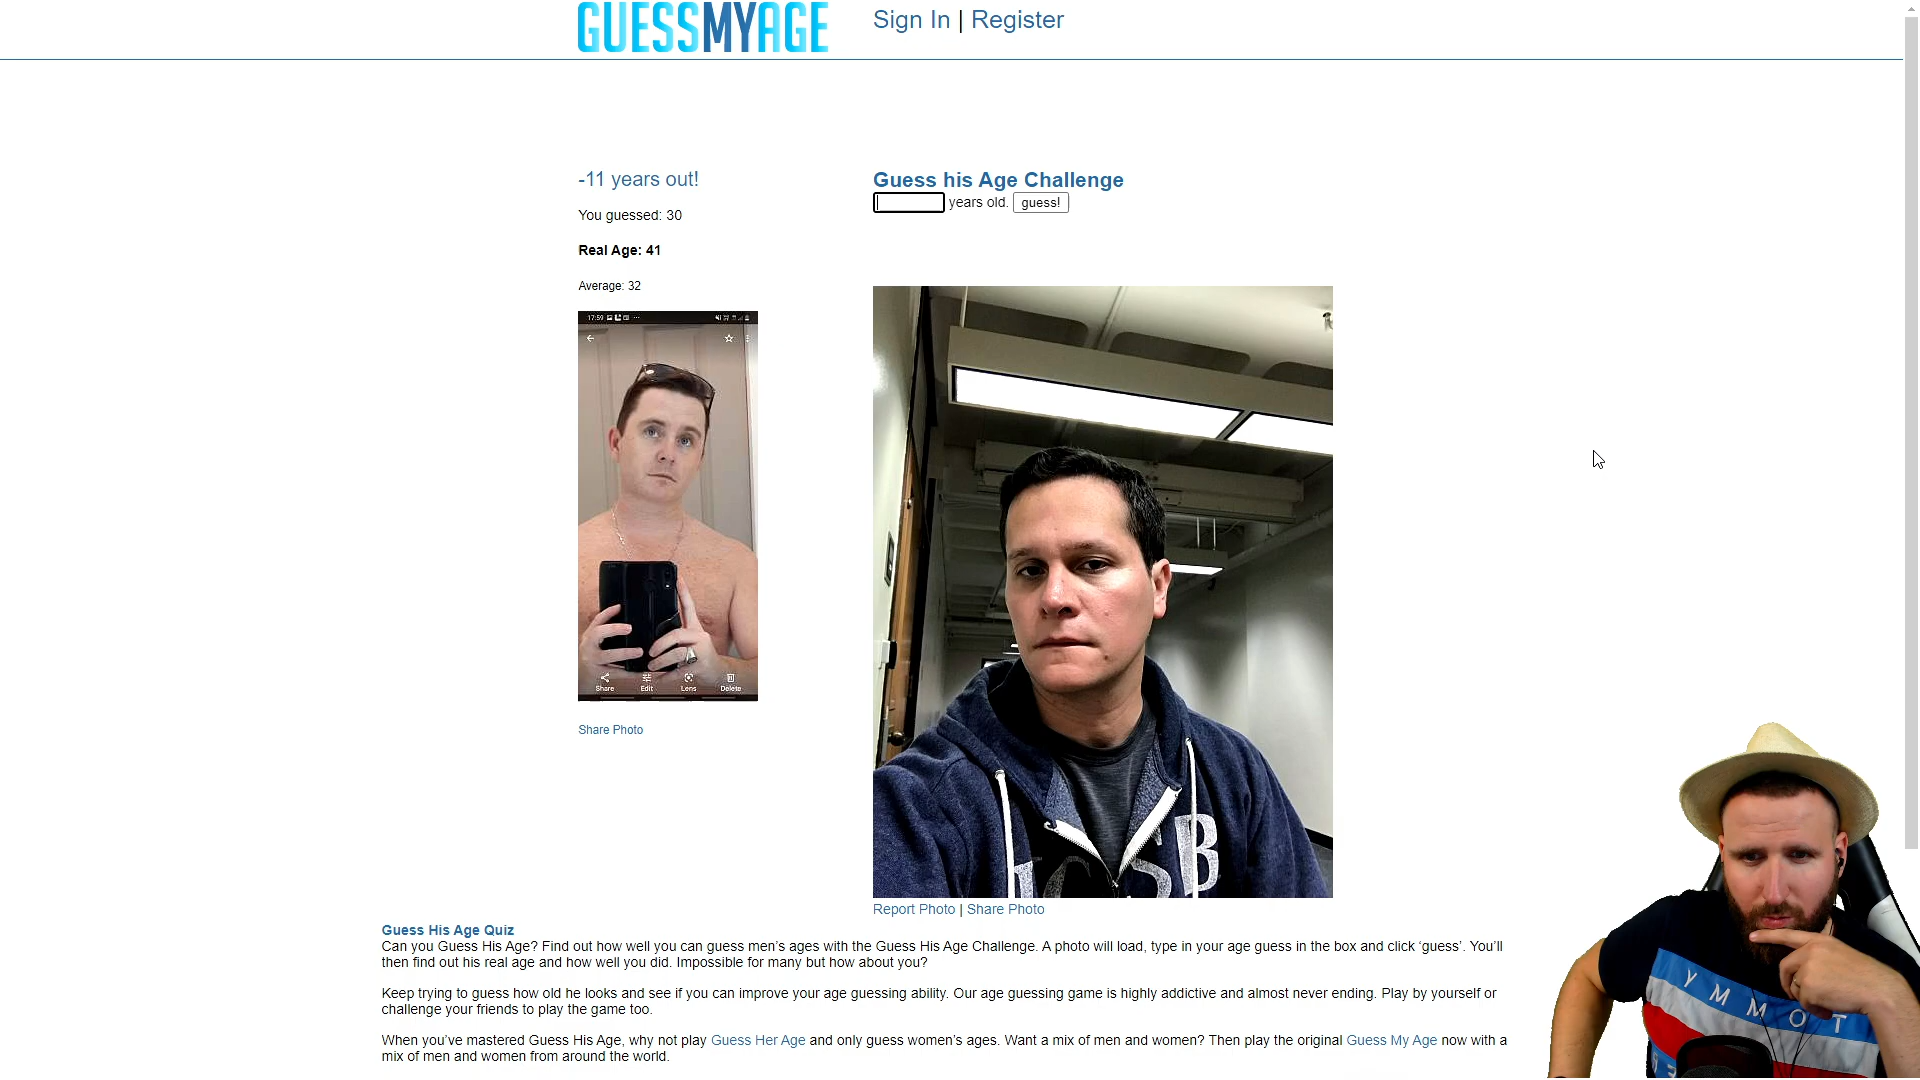 GUESSMYAGE
Sign In | Register
-11 years out!
You guessed: 30
Real Age: 41
Average: 32
Guess his Age Challenge
years old. guess!
17:59
Share Edit Lens Delete
Share Photo
SB
Report Photo | Share Photo
Guess His Age Quiz
Can you Guess His Age? Find out how well you can guess men's ages with the Guess His Age Challenge. A photo will load, type in your age guess in the box and click ‘guess’. You'll
then find out his real age and how well you did. Impossible for many but how about you?
Keep trying to guess how old he looks and see if you can improve your age guessing ability. Our age guessing game is highly addictive and almost never ending. Play by yourself or
challenge your friends to play the game too.
When you've mastered Guess His Age, why not play Guess Her Age and only guess women's ages. Want a mix of men and women? Then play the original Guess My Age now with a
mix of men and women from around the world.
YMMOT